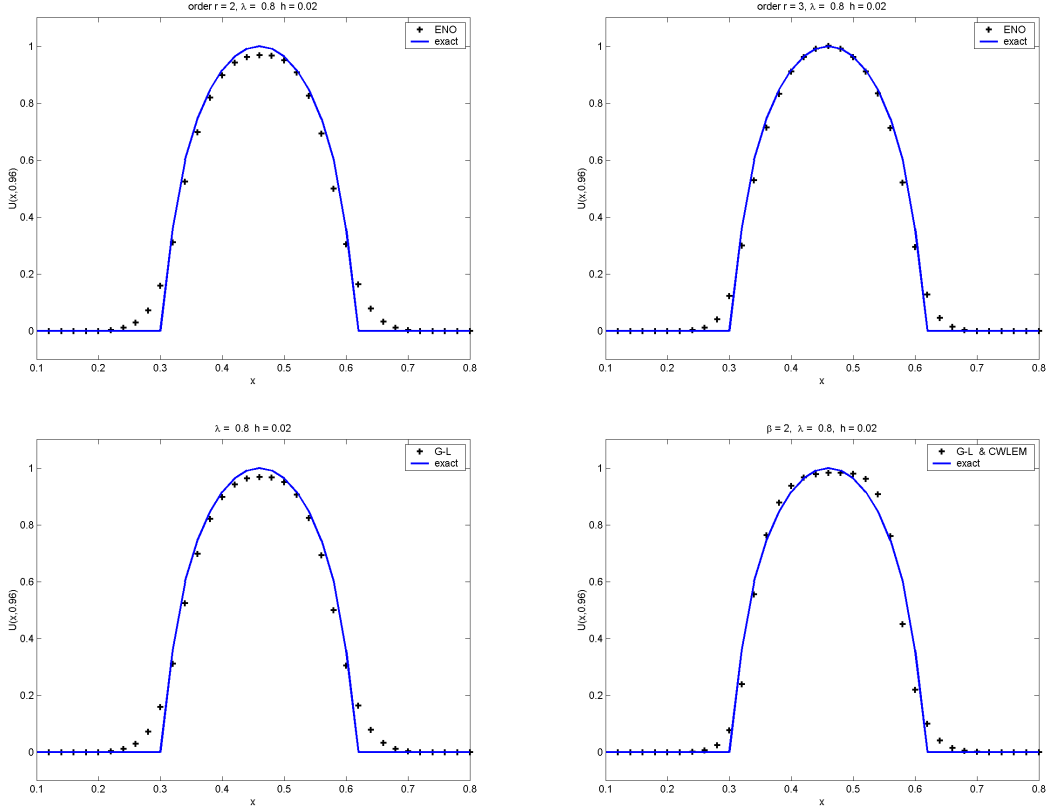 order r = 2, λ = 0.8 h = 0.02
ENO
exact
1
0.8
0.6
0.4
0.2
0
U(x,0.96)
0.1 0.2 0.3 0.4 0.5 0.6 0.7 0.8
x
order r = 3, λ = 0.8 h = 0.02
ENO
exact
1
0.8
0.6
0.4
0.2
0
U(x,0.96)
0.1 0.2 0.3 0.4 0.5 0.6 0.7 0.8
x
λ = 0.8 h = 0.02
G-L
exact
1
0.8
0.6
0.4
0.2
0
U(x,0.96)
0.1 0.2 0.3 0.4 0.5 0.6 0.7 0.8
x
β = 2, λ = 0.8, h = 0.02
G-L & CWLEM
exact
1
0.8
0.6
0.4
0.2
0
U(x,0.96)
0.1 0.2 0.3 0.4 0.5 0.6 0.7 0.8
x